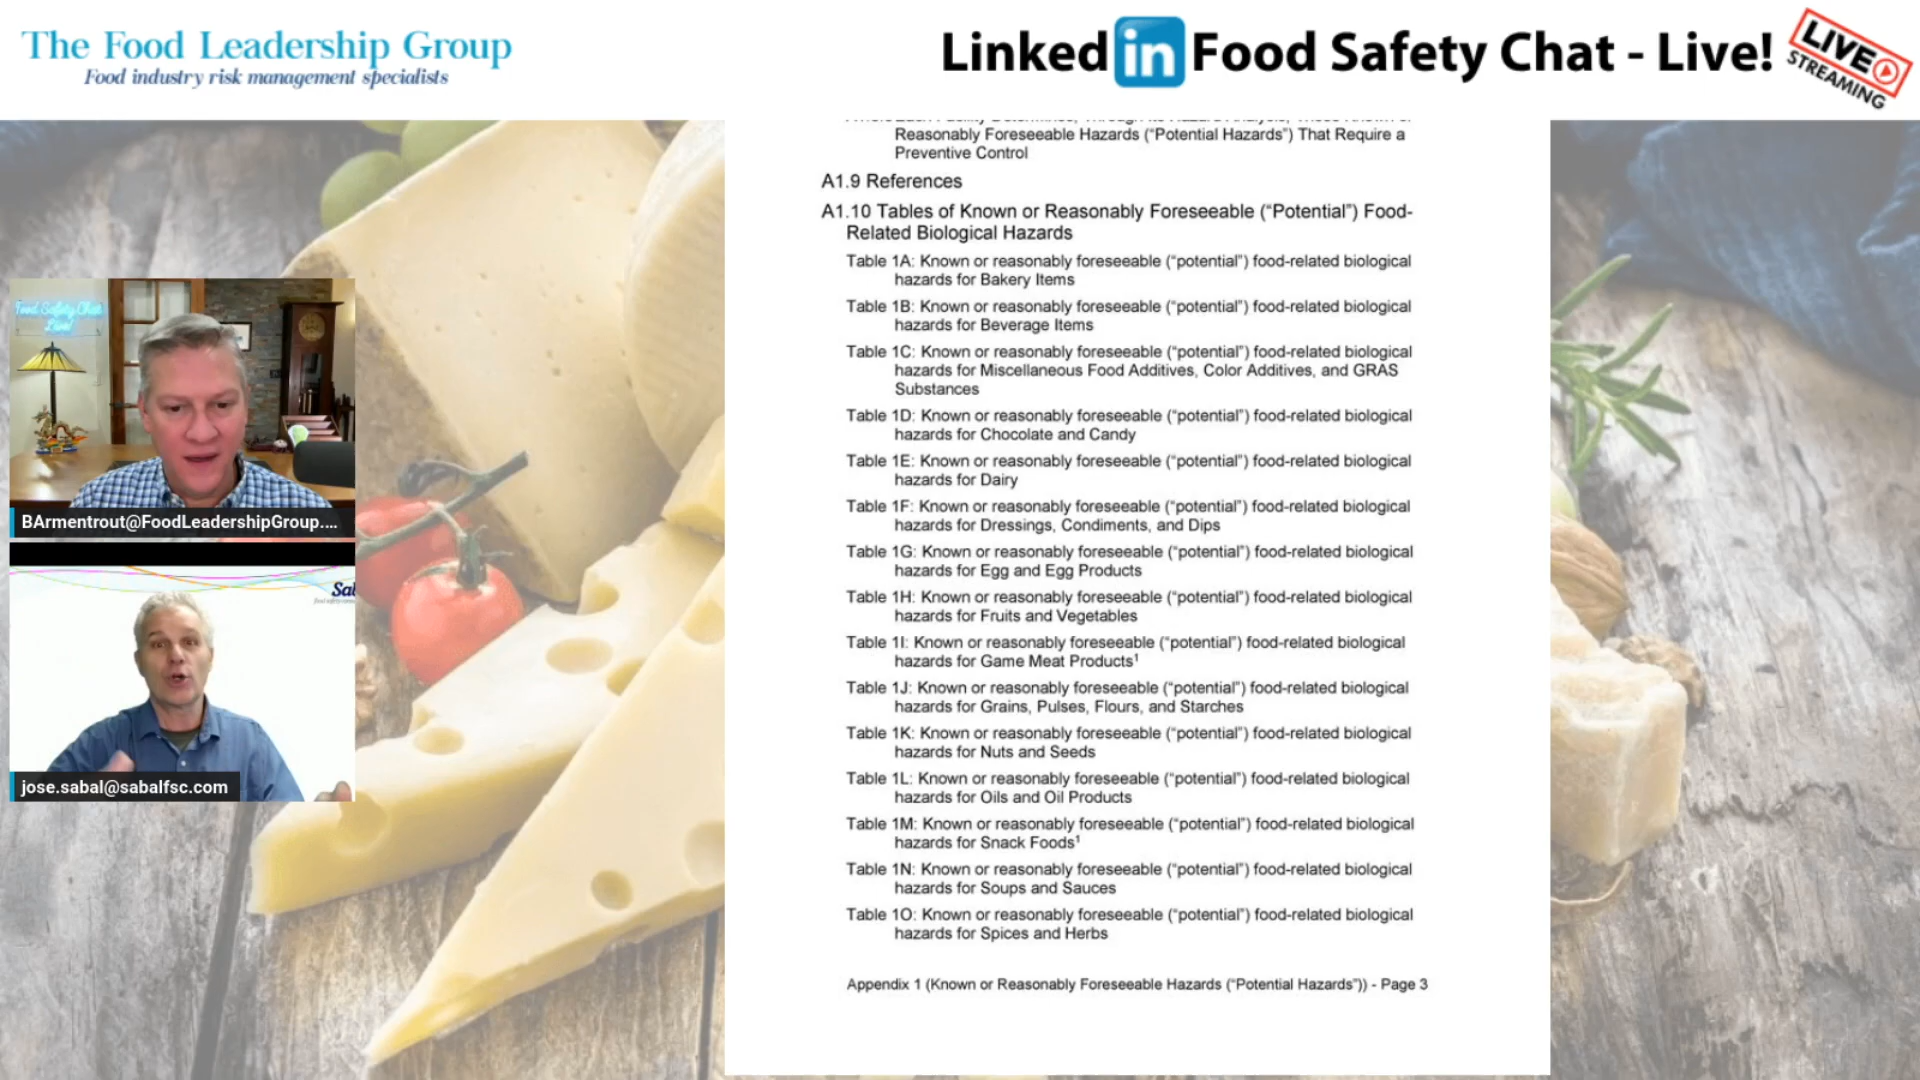 The Food Leadership Group
Food industry risk management specialists
Linked in Food Safety Chat - Live!
LIVE
STREAMING
Reasonably Foreseeable Hazards (“Potential Hazards”) That Require a
Preventive Control
A1.9 References
A1.10 Tables of Known or Reasonably Foreseeable (“Potential”) Food-
Related Biological Hazards
Table 1A: Known or reasonably foreseeable (“potential”) food-related biological
hazards for Bakery Items
Table 1B: Known or reasonably foreseeable (“potential”) food-related biological
hazards for Beverage Items
Table 1C: Known or reasonably foreseeable (“potential”) food-related biological
hazards for Miscellaneous Food Additives, Color Additives, and GRAS
Substances
Table 1D: Known or reasonably foreseeable (“potential”) food-related biological
hazards for Chocolate and Candy
Table 1E: Known or reasonably foreseeable (“potential”) food-related biological
hazards for Dairy
Table 1F: Known or reasonably foreseeable (“potential”) food-related biological
hazards for Dressings, Condiments, and Dips
Table 1G: Known or reasonably foreseeable (“potential”) food-related biological
hazards for Egg and Egg Products
Table 1H: Known or reasonably foreseeable (“potential”) food-related biological
hazards for Fruits and Vegetables
Table 1I: Known or reasonably foreseeable (“potential”) food-related biological
hazards for Game Meat Products¹
Table 1J: Known or reasonably foreseeable (“potential”) food-related biological
hazards for Grains, Pulses, Flours, and Starches
Table 1K: Known or reasonably foreseeable (“potential”) food-related biological
hazards for Nuts and Seeds
Table 1L: Known or reasonably foreseeable (“potential”) food-related biological
hazards for Oils and Oil Products
Table 1M: Known or reasonably foreseeable (“potential”) food-related biological
hazards for Snack Foods¹
Table 1N: Known or reasonably foreseeable (“potential”) food-related biological
hazards for Soups and Sauces
Table 1O: Known or reasonably foreseeable (“potential”) food-related biological
hazards for Spices and Herbs
Appendix 1 (Known or Reasonably Foreseeable Hazards (“Potential Hazards”)) - Page 3
Food Safety Chat
Live!
BArmentrout@FoodLeadershipGroup....
Sab
jose.sabal@sabalfsc.com